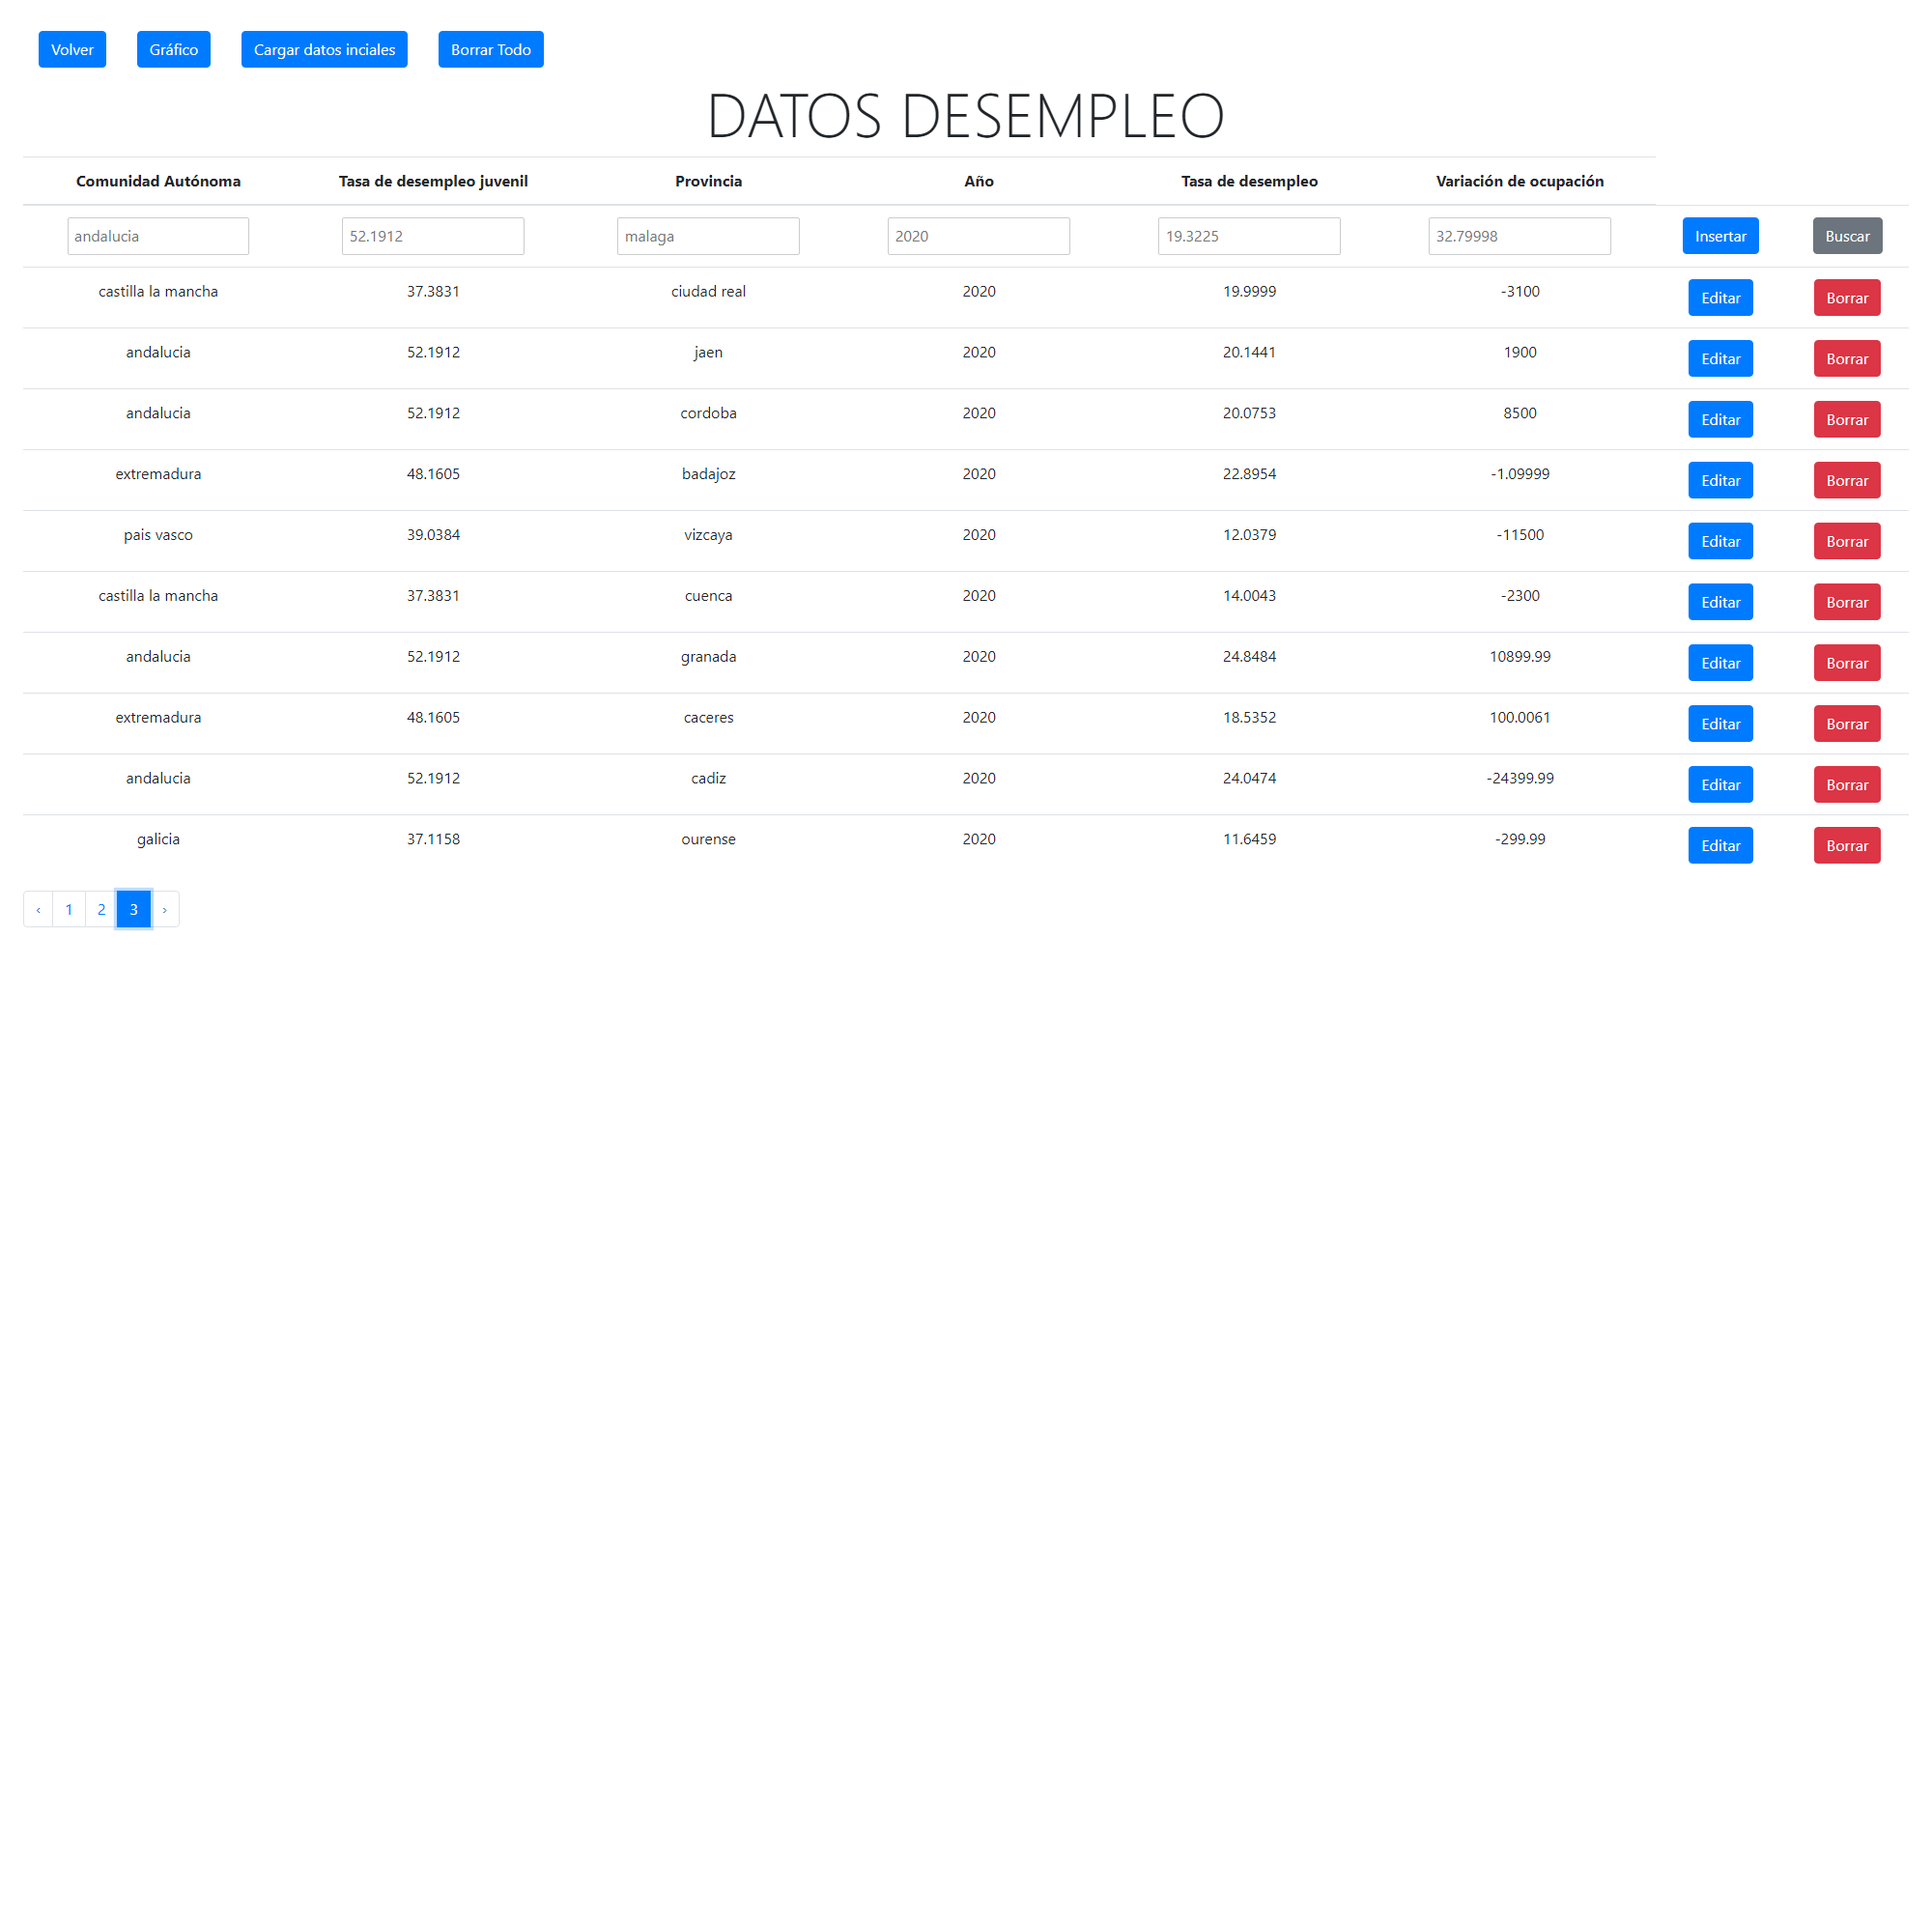 Volver Gráfico Cargar datos inciales Borrar Todo
DATOS DESEMPLEO
Comunidad Autónoma Tasa de desempleo juvenil Provincia Año Tasa de desempleo Variación de ocupación
andalucia 52.1912 malaga 2020 19.3225 32.79998 Insertar Buscar
castilla la mancha 37.3831 ciudad real 2020 19.9999 -3100 Editar Borrar
andalucia 52.1912 jaen 2020 20.1441 1900 Editar Borrar
andalucia 52.1912 cordoba 2020 20.0753 8500 Editar Borrar
extremadura 48.1605 badajoz 2020 22.8954 -1.09999 Editar Borrar
pais vasco 39.0384 vizcaya 2020 12.0379 -11500 Editar Borrar
castilla la mancha 37.3831 cuenca 2020 14.0043 -2300 Editar Borrar
andalucia 52.1912 granada 2020 24.8484 10899.99 Editar Borrar
extremadura 48.1605 caceres 2020 18.5352 100.0061 Editar Borrar
andalucia 52.1912 cadiz 2020 24.0474 -24399.99 Editar Borrar
galicia 37.1158 ourense 2020 11.6459 -299.99 Editar Borrar
‹ 1 2 3 ›